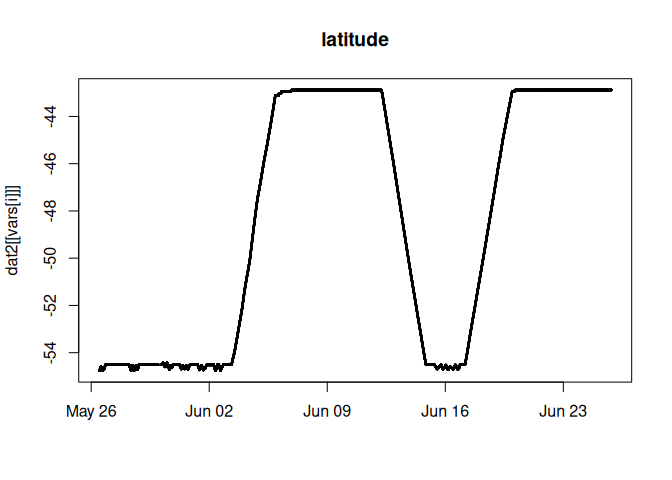 latitude
dat2[[vars[i]]]
-44
-46
-48
-50
-52
-54
May 26
Jun 02
Jun 09
Jun 16
Jun 23